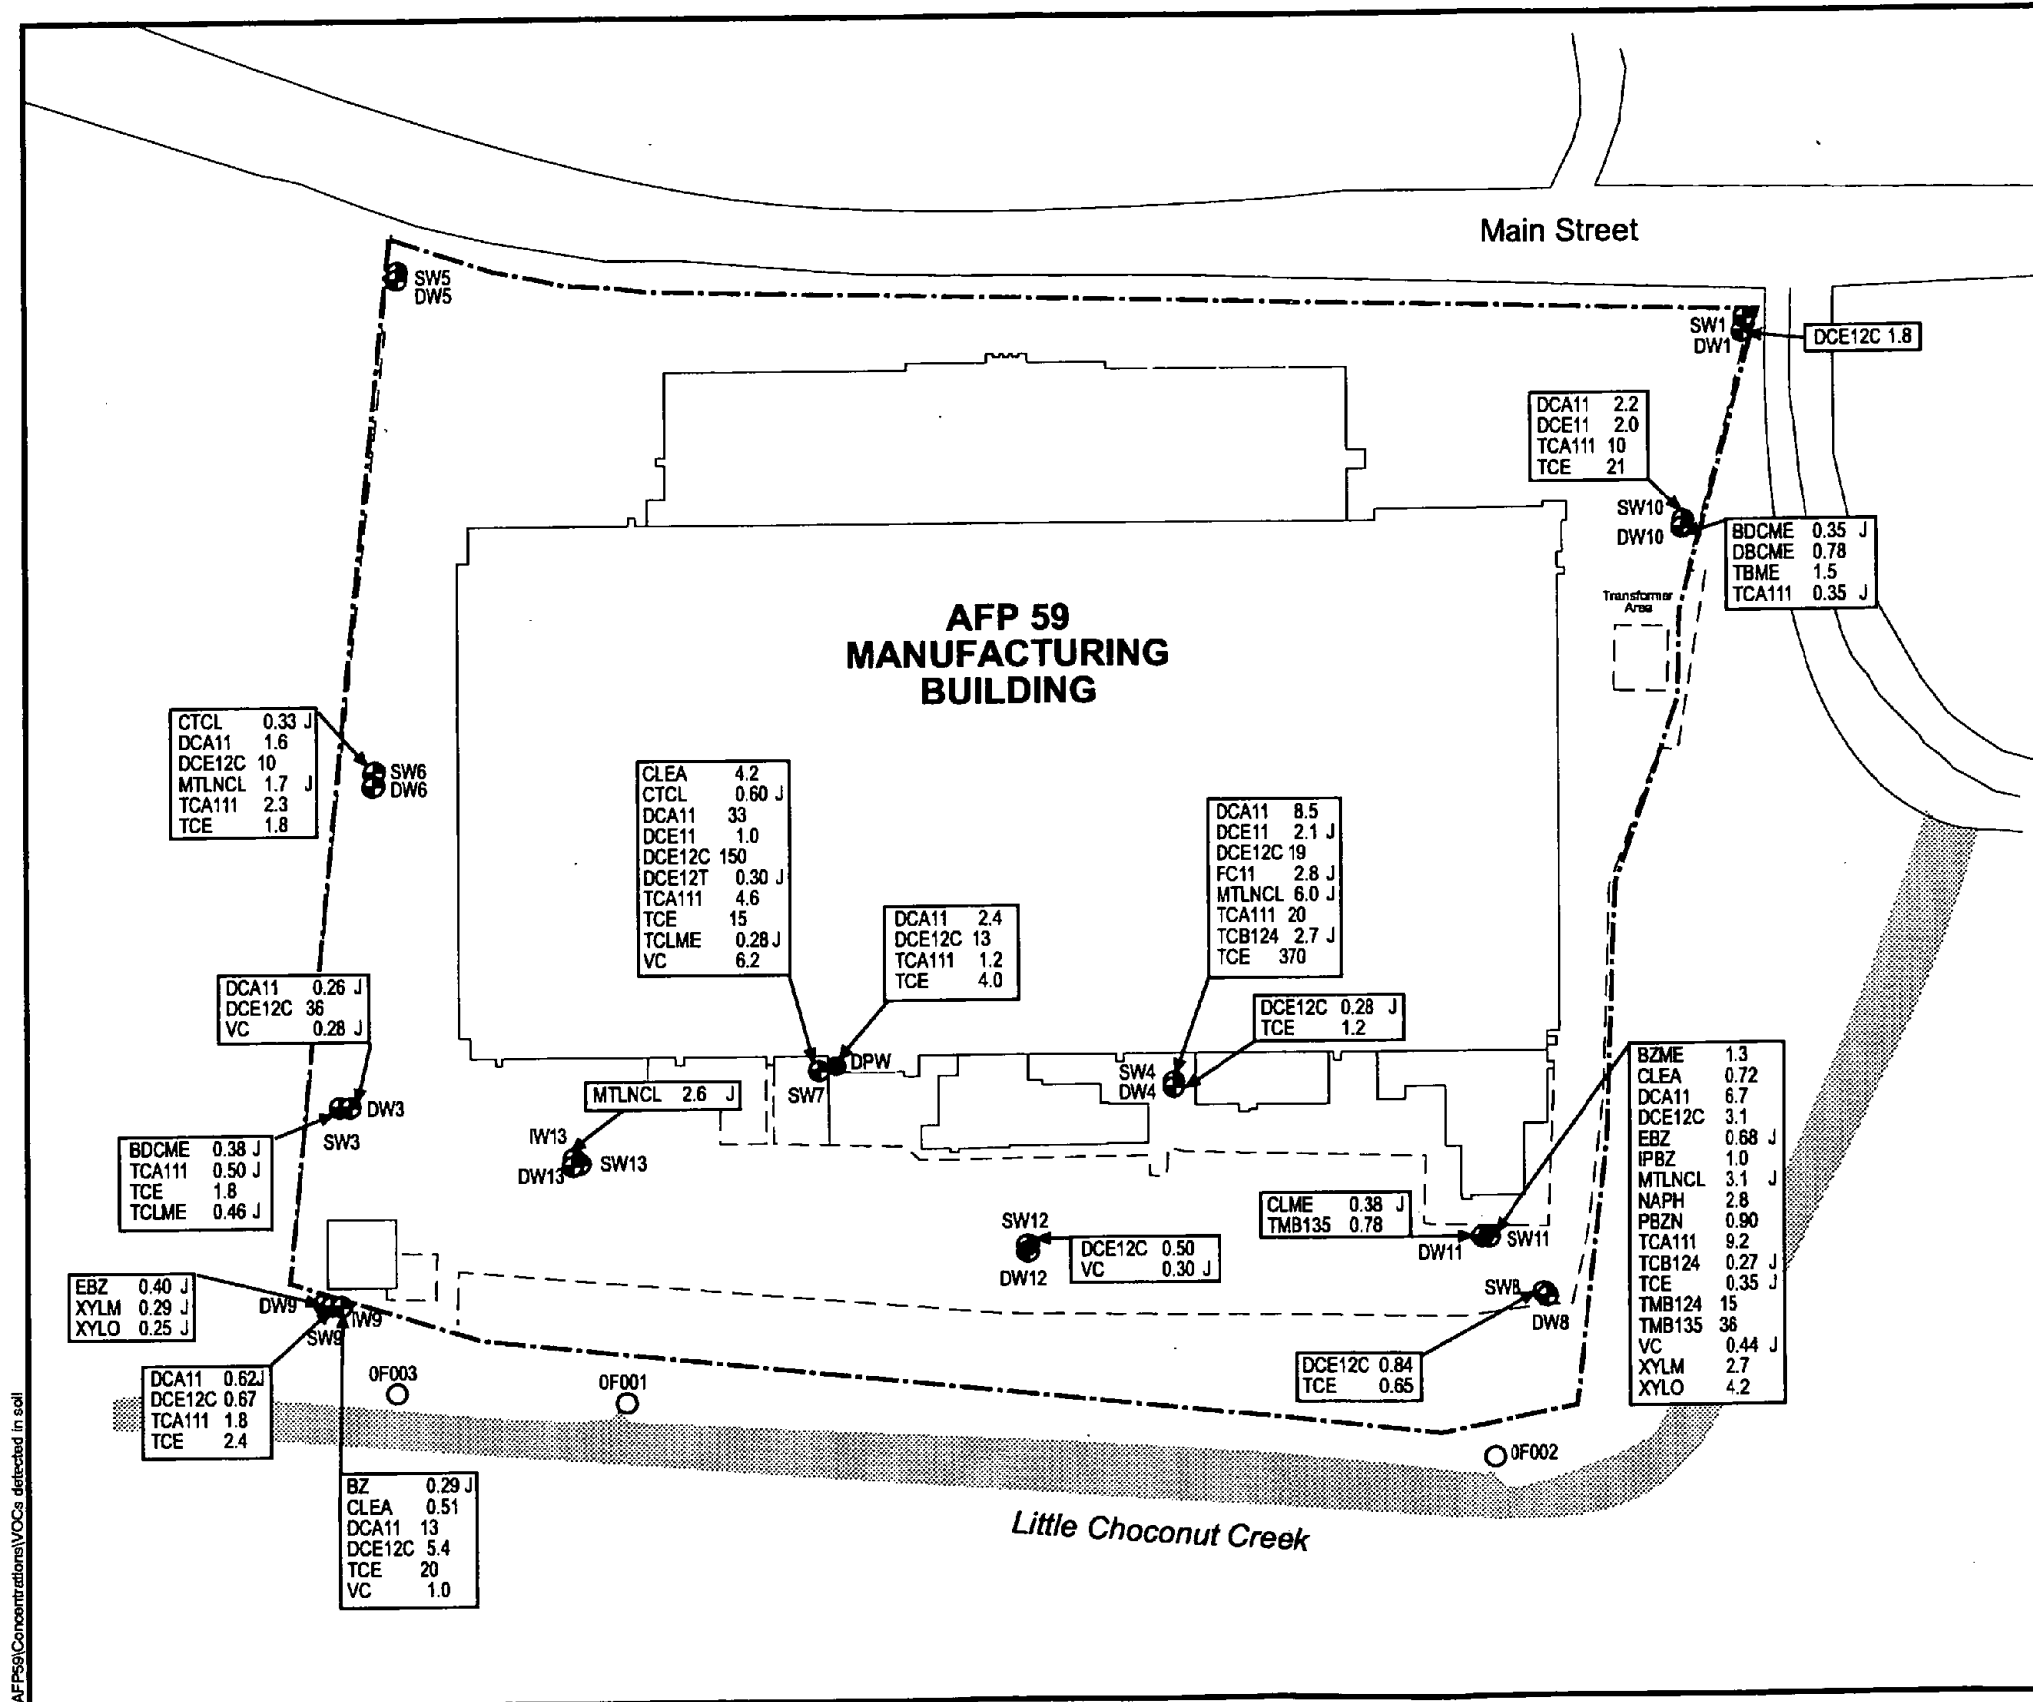 Main Street
SW5
DW5
SW1
DW1
DCE12C 1.8
DCA11 2.2
DCE11 2.0
TCA111 10
TCE 21
SW10
DW10
BDCME 0.35 J
DBCME 0.78
TBME 1.5
TCA111 0.35 J
Transformer
Area
AFP 59
MANUFACTURING
BUILDING
CTCL 0.33 J
DCA11 1.6
DCE12C 10
MTLNCL 1.7 J
TCA111 2.3
TCE 1.8
SW6
DW6
CLEA 4.2
CTCL 0.60 J
DCA11 33
DCE11 1.0
DCE12C 150
DCE12T 0.30 J
TCA111 4.6
TCE 15
TCLME 0.28 J
VC 6.2
DCA11 2.4
DCE12C 13
TCA111 1.2
TCE 4.0
DCA11 8.5
DCE11 2.1 J
DCE12C 19
FC11 2.8 J
MTLNCL 6.0 J
TCA111 20
TCB124 2.7 J
TCE 370
DCE12C 0.28 J
TCE 1.2
DCA11 0.26 J
DCE12C 36
VC 0.28 J
DPW
SW7
SW4
DW4
MTLNCL 2.6 J
DW3
SW3
IW13
DW13
SW13
BDCME 0.38 J
TCA111 0.50 J
TCE 1.8
TCLME 0.46 J
BZME 1.3
CLEA 0.72
DCA11 6.7
DCE12C 3.1
EBZ 0.68 J
IPBZ 1.0
MTLNCL 3.1 J
NAPH 2.8
PBZN 0.90
TCA111 9.2
TCB124 0.27 J
TCE 0.35 J
TMB124 15
TMB135 36
VC 0.44 J
XYLM 2.7
XYLO 4.2
CLME 0.38 J
TMB135 0.78
DW11
SW11
SW12
DW12
DCE12C 0.50
VC 0.30 J
EBZ 0.40 J
XYLM 0.29 J
XYLO 0.25 J
DW9
SW9
IW9
SW8
DW8
DCE12C 0.84
TCE 0.65
DCA11 0.62J
DCE12C 0.67
TCA111 1.8
TCE 2.4
0F003
0F001
0F002
BZ 0.29 J
CLEA 0.51
DCA11 13
DCE12C 5.4
TCE 20
VC 1.0
Little Choconut Creek
AFP59\Concentrations\VOCs detected in soil